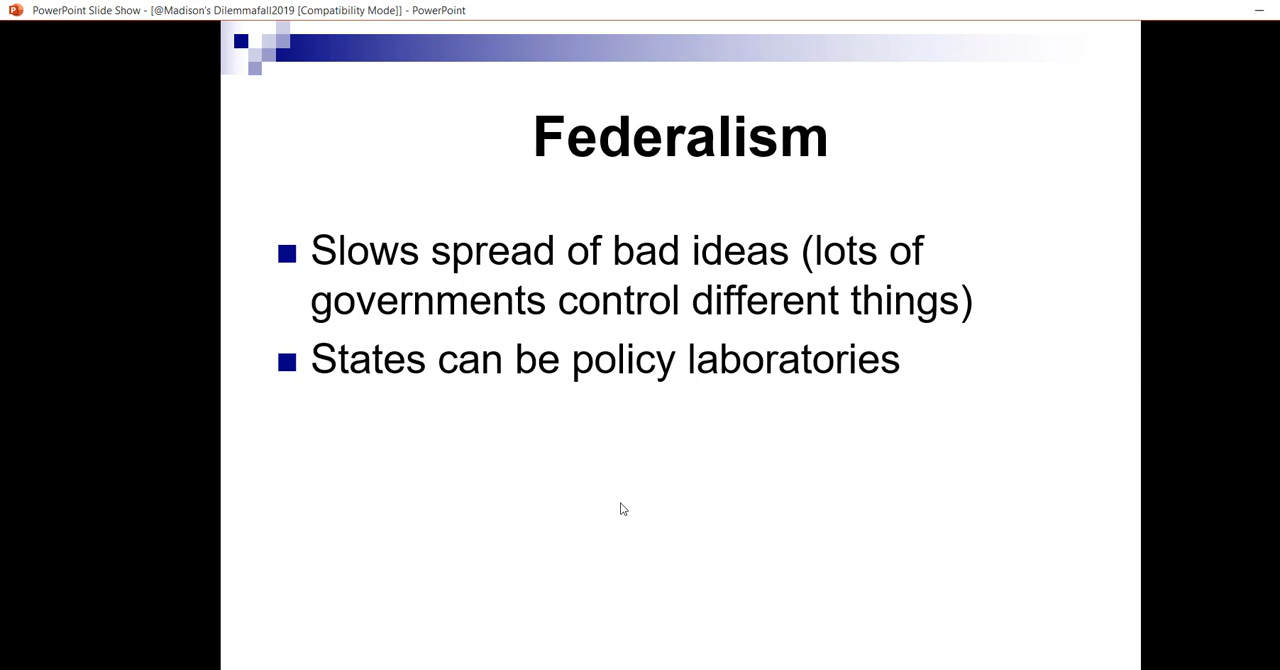 PowerPoint Slide Show - [@Madison's Dilemmafall2019 [Compatibility Mode]] - PowerPoint
Federalism
Slows spread of bad ideas (lots of
governments control different things)
States can be policy laboratories